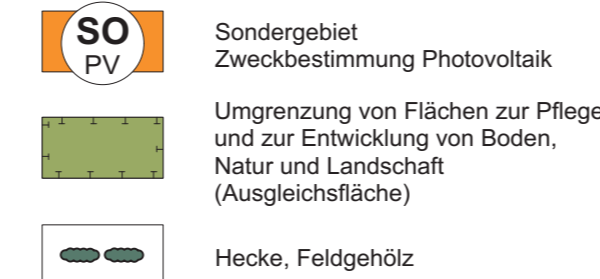 SO
PV
Sondergebiet
Zweckbestimmung Photovoltaik
Umgrenzung von Flächen zur Pflege
und zur Entwicklung von Boden,
Natur und Landschaft
(Ausgleichsfläche)
Hecke, Feldgehölz